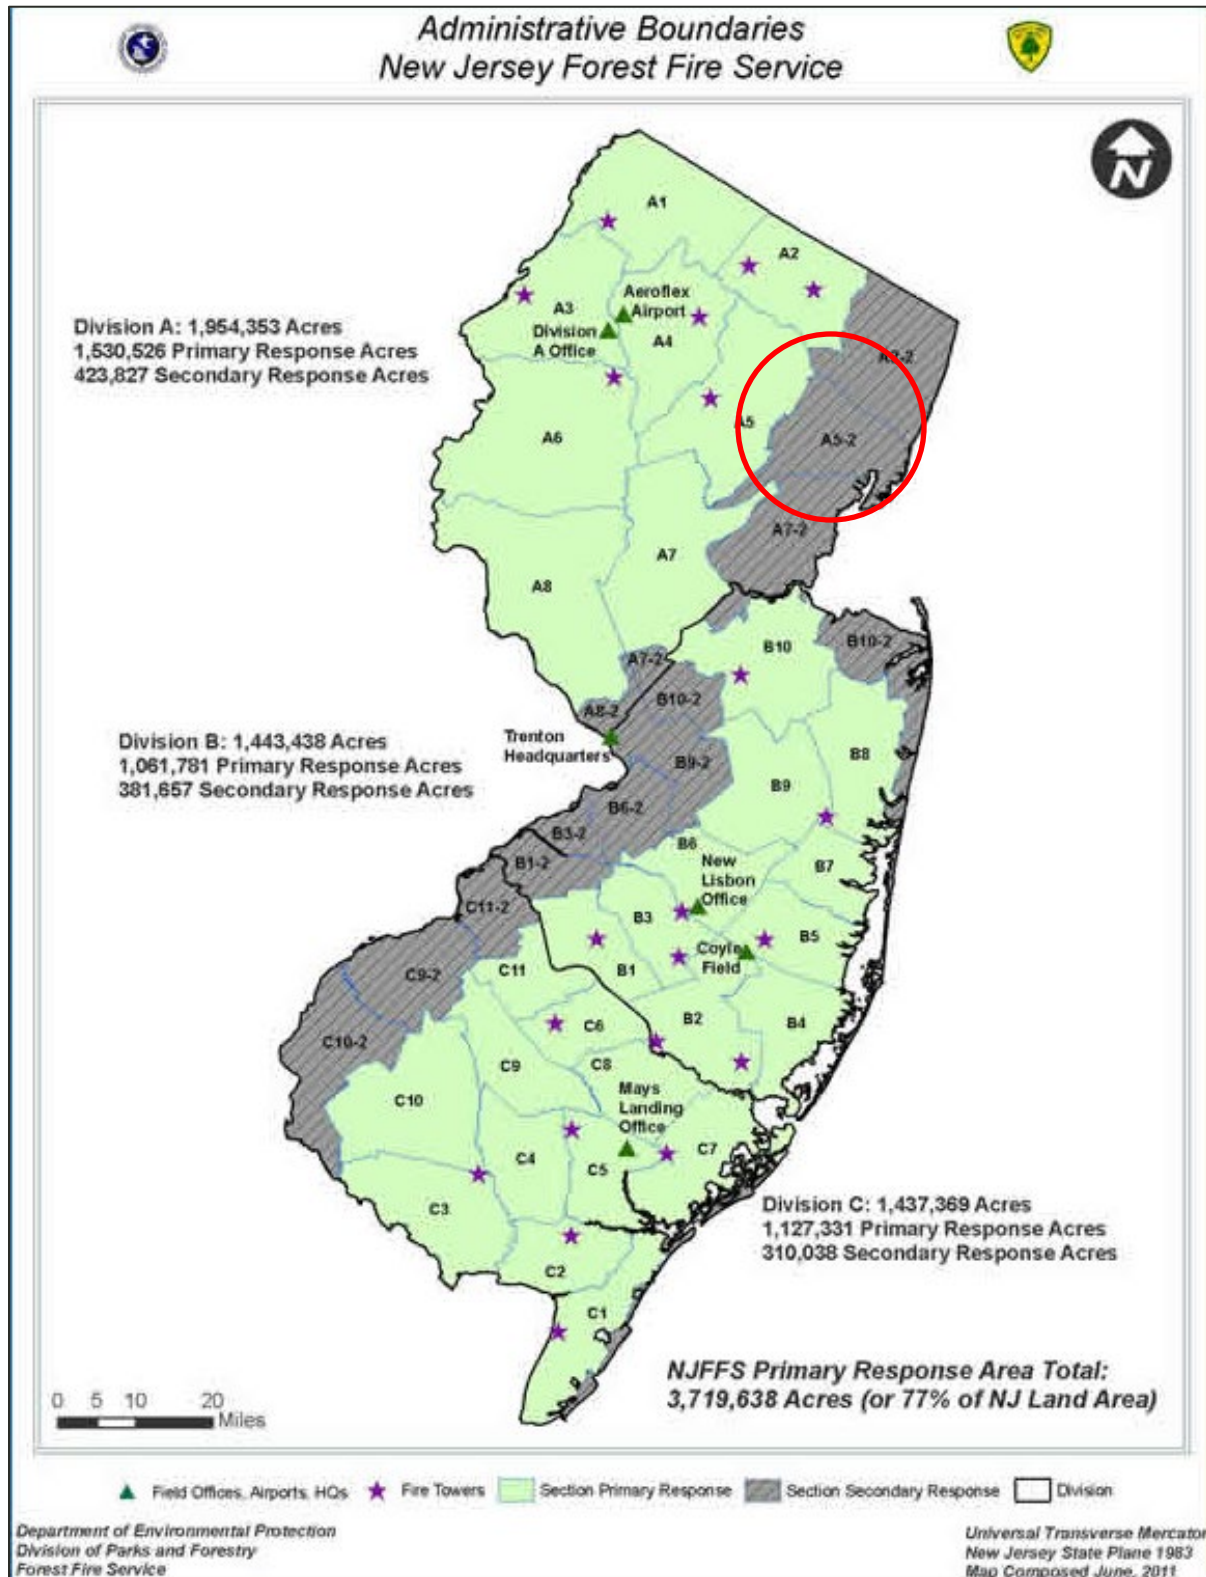 Administrative Boundaries
New Jersey Forest Fire Service
N
A1
A2
Aeroflex
Airport
A3
Division
A Office
A4
A2-2
Division A: 1,954,353 Acres
1,530,526 Primary Response Acres
423,827 Secondary Response Acres
A5
A5-2
A6
A7-2
A7
A8
B10
B10-2
A7-2
B10-2
A8-2
Trenton
Headquarters
Division B: 1,443,438 Acres
1,061,781 Primary Response Acres
381,657 Secondary Response Acres
B9-2
B8
B9
B6-2
B3-2
B1-2
B6
B7
New
Lisbon
Office
C11-2
B3
B5
Coyle
Field
C9-2
C11
B1
C10-2
C6
B2
B4
C9
C8
Mays
Landing
Office
C10
C7
C4
C5
C3
Division C: 1,437,369 Acres
1,127,331 Primary Response Acres
310,038 Secondary Response Acres
C2
C1
NJFFS Primary Response Area Total:
3,719,638 Acres (or 77% of NJ Land Area)
0 5 10 20
Miles
Field Offices, Airports, HQs Fire Towers Section Primary Response Section Secondary Response Division
Department of Environmental Protection
Division of Parks and Forestry
Forest Fire Service
Universal Transverse Mercator
New Jersey State Plane 1983
Map Composed June, 2011